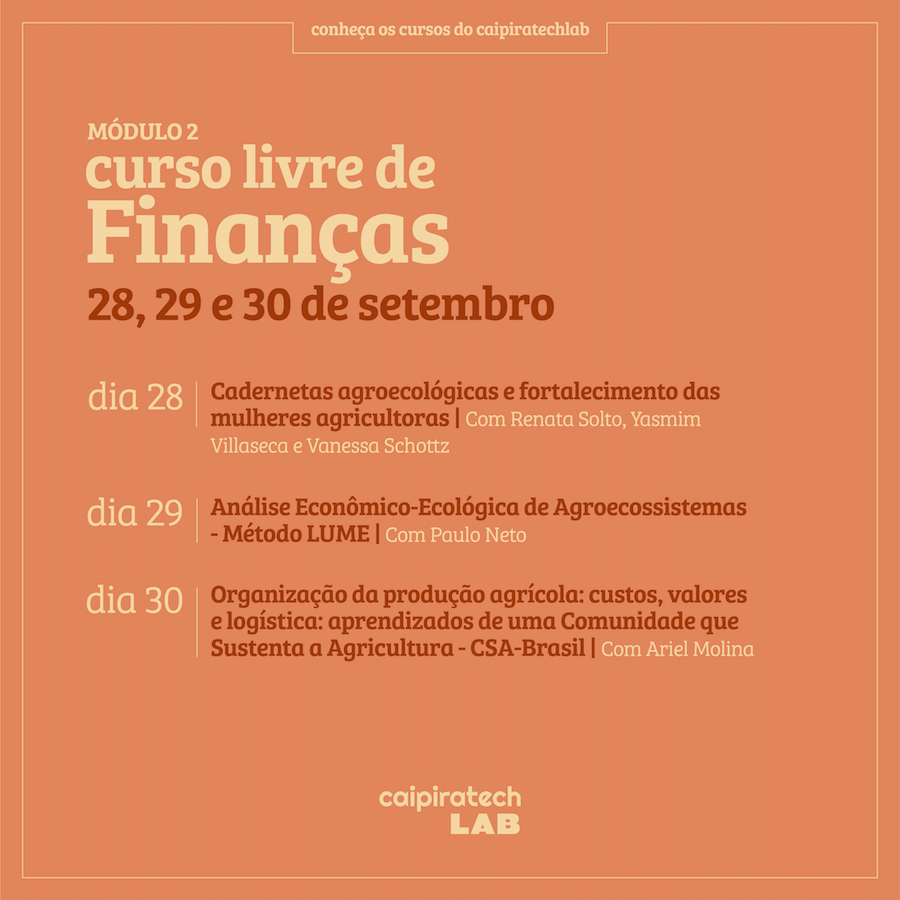 conheça os cursos do caipiratechlab
MÓDULO 2
curso livre de
Finanças
28, 29 e 30 de setembro
dia 28
Cadernetas agroecológicas e fortalecimento das
mulheres agricultoras | Com Renata Solto, Yasmim
Villaseca e Vanessa Schottz
dia 29
Análise Econômico-Ecológica de Agroecossistemas
- Método LUME | Com Paulo Neto
dia 30
Organização da produção agrícola: custos, valores
e logística: aprendizados de uma Comunidade que
Sustenta a Agricultura - CSA-Brasil | Com Ariel Molina
caipiratech
LAB